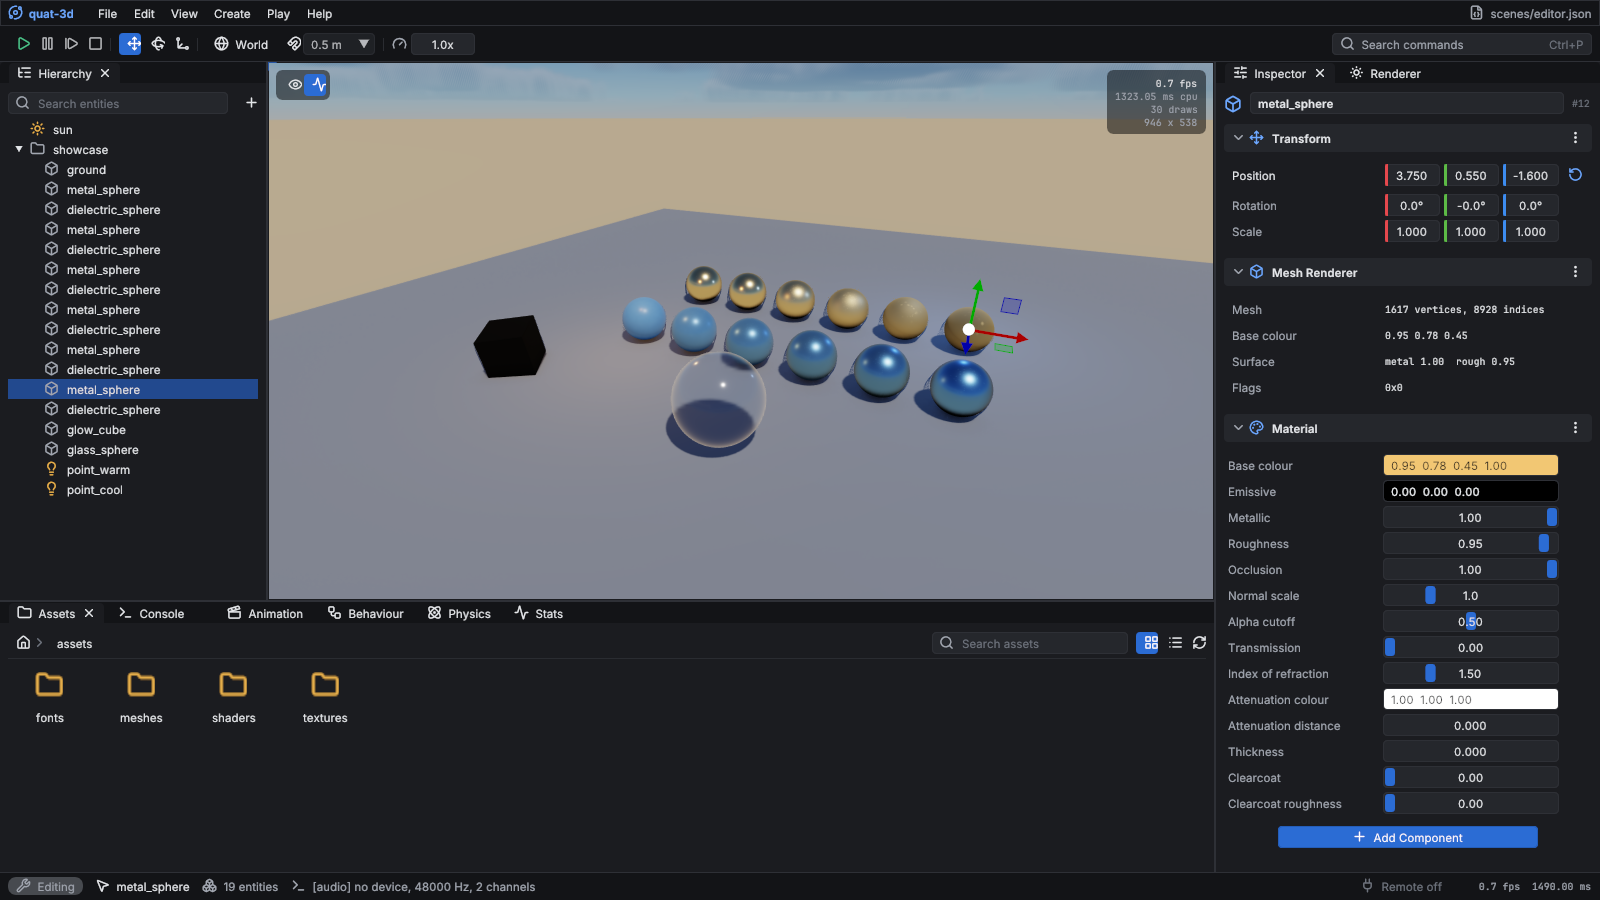 quat-3d File Edit View Create Play Help scenes/editor.json
World 0.5 m 1.0x Search commands Ctrl+P
Hierarchy
Search entities
sun
showcase
ground
metal_sphere
dielectric_sphere
metal_sphere
dielectric_sphere
metal_sphere
dielectric_sphere
metal_sphere
dielectric_sphere
metal_sphere
dielectric_sphere
metal_sphere
dielectric_sphere
glow_cube
glass_sphere
point_warm
point_cool
0.7 fps
1323.05 ms cpu
30 draws
946 x 538
Inspector Renderer
metal_sphere #12
Transform
Position 3.750 0.550 -1.600
Rotation 0.0° -0.0° 0.0°
Scale 1.000 1.000 1.000
Mesh Renderer
Mesh 1617 vertices, 8928 indices
Base colour 0.95 0.78 0.45
Surface metal 1.00 rough 0.95
Flags 0x0
Material
Base colour 0.95 0.78 0.45 1.00
Emissive 0.00 0.00 0.00
Metallic 1.00
Roughness 0.95
Occlusion 1.00
Normal scale 1.0
Alpha cutoff 0.50
Transmission 0.00
Index of refraction 1.50
Attenuation colour 1.00 1.00 1.00
Attenuation distance 0.000
Thickness 0.000
Clearcoat 0.00
Clearcoat roughness 0.00
Add Component
Assets Console Animation Behaviour Physics Stats
assets Search assets
fonts meshes shaders textures
Editing metal_sphere 19 entities [audio] no device, 48000 Hz, 2 channels Remote off 0.7 fps 1490.00 ms